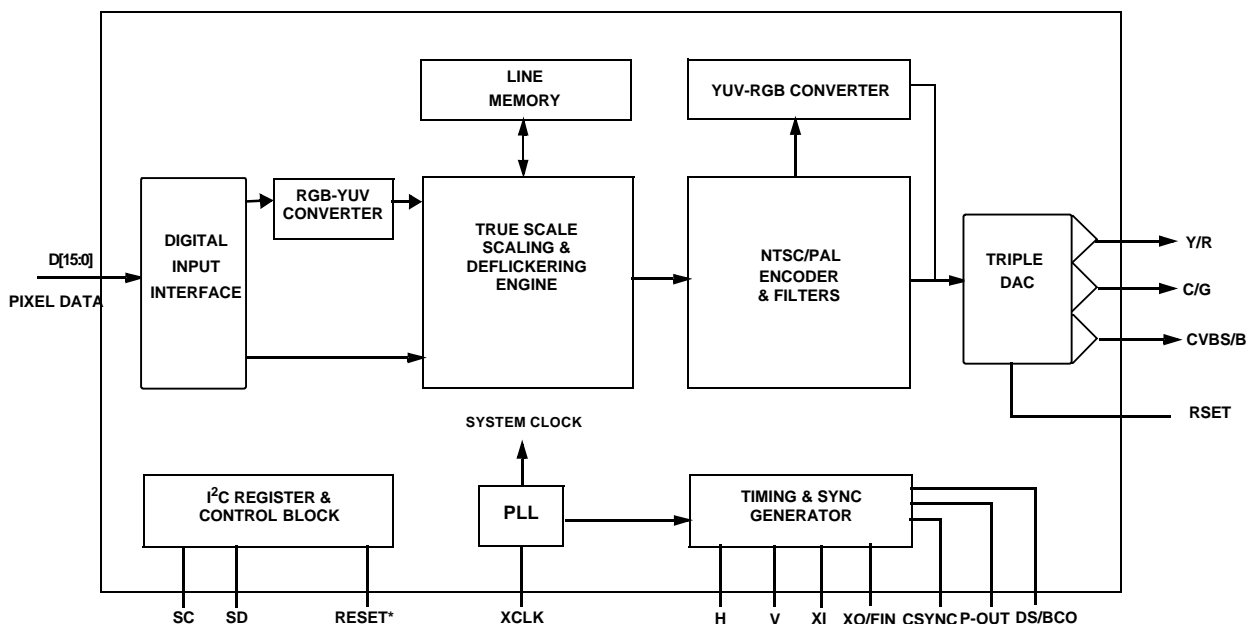 LINE
MEMORY
YUV-RGB CONVERTER
RGB-YUV
CONVERTER
DIGITAL
INPUT
INTERFACE
TRUE SCALE
SCALING &
DEFLICKERING
ENGINE
NTSC/PAL
ENCODER
& FILTERS
TRIPLE
DAC
D[15:0]
PIXEL DATA
Y/R
C/G
CVBS/B
RSET
SYSTEM CLOCK
I²C REGISTER &
CONTROL BLOCK
PLL
TIMING & SYNC
GENERATOR
SC SD RESET* XCLK H V XI XO/FIN CSYNC P-OUT DS/BCO